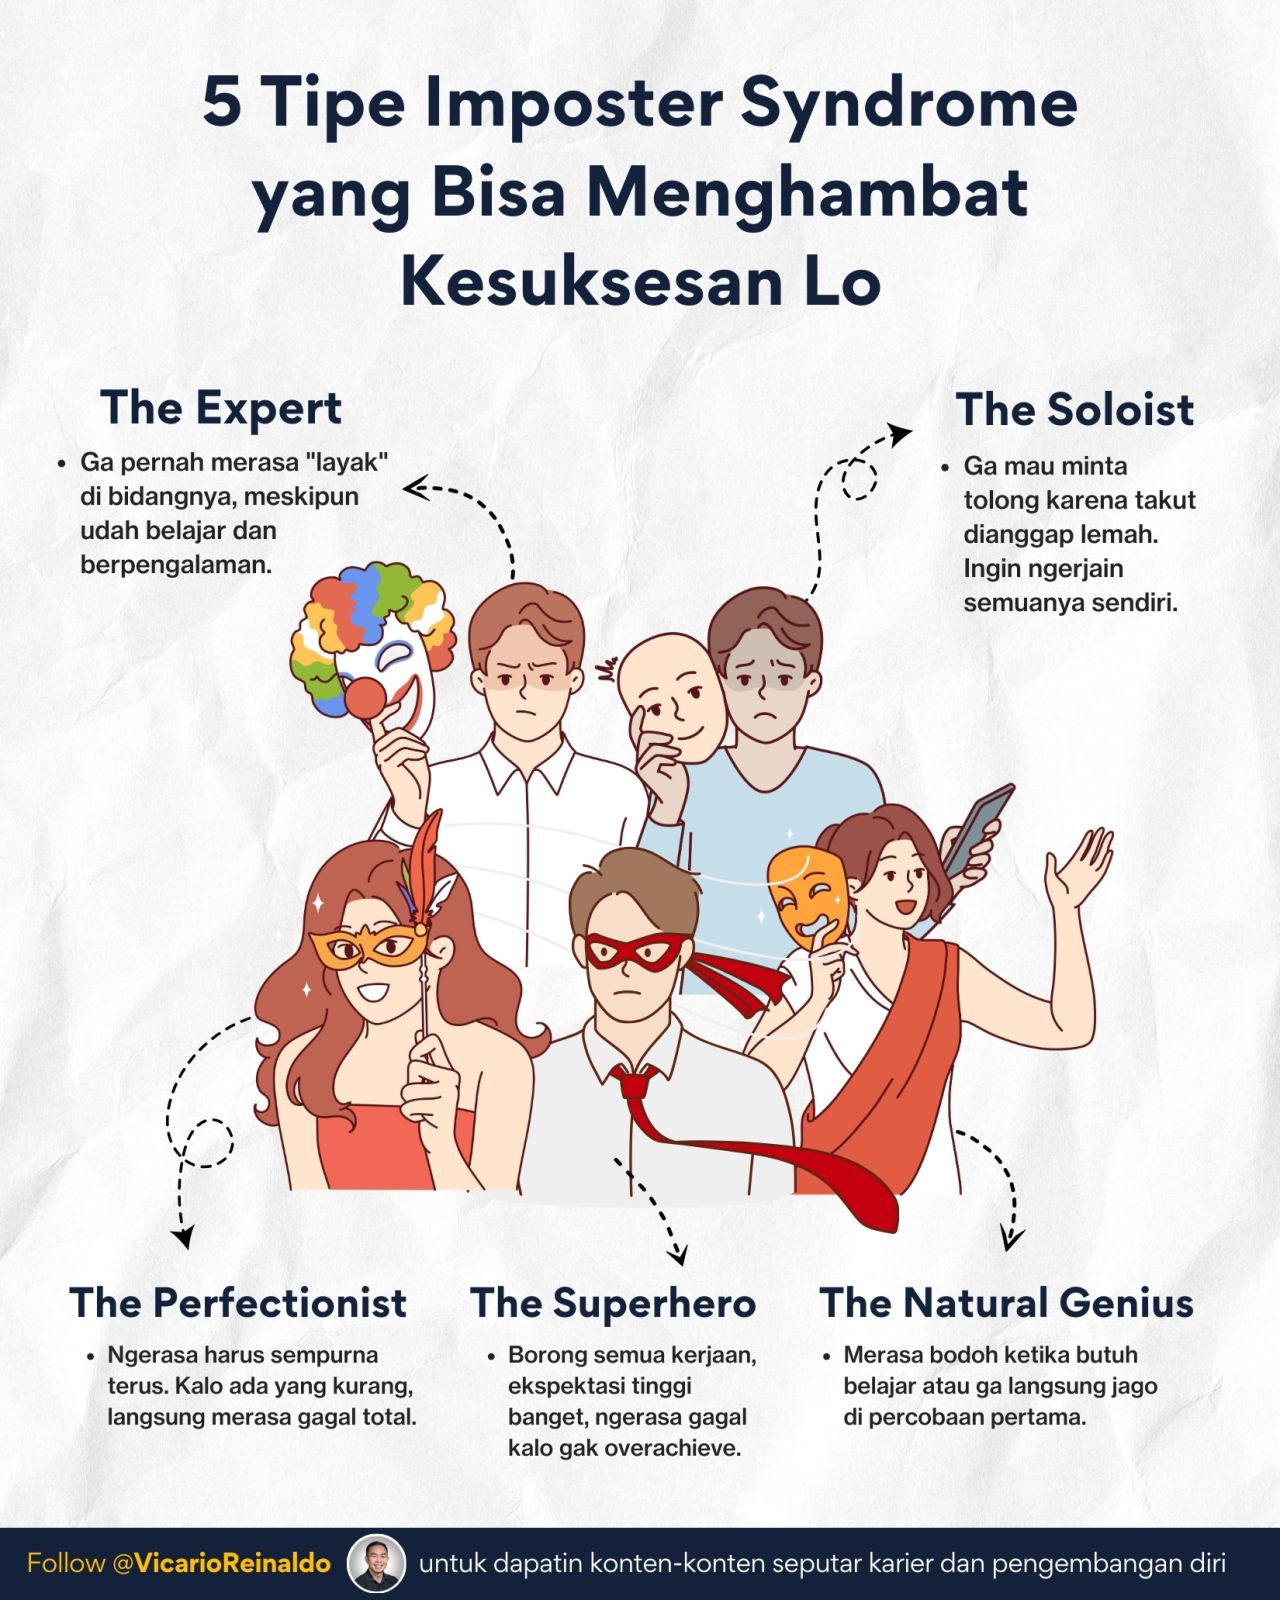 5 Tipe Imposter Syndrome
yang Bisa Menghambat
Kesuksesan Lo
The Expert
• Ga pernah merasa "layak"
di bidangnya, meskipun
udah belajar dan
berpengalaman.
The Soloist
• Ga mau minta
tolong karena takut
dianggap lemah.
Ingin ngerjain
semuanya sendiri.
The Perfectionist
• Ngerasa harus sempurna
terus. Kalo ada yang kurang,
langsung merasa gagal total.
The Superhero
• Borong semua kerjaan,
ekspektasi tinggi
banget, ngerasa gagal
kalo gak overachieve.
The Natural Genius
• Merasa bodoh ketika butuh
belajar atau ga langsung jago
di percobaan pertama.
Follow @VicarioReinaldo untuk dapatin konten-konten seputar karier dan pengembangan diri